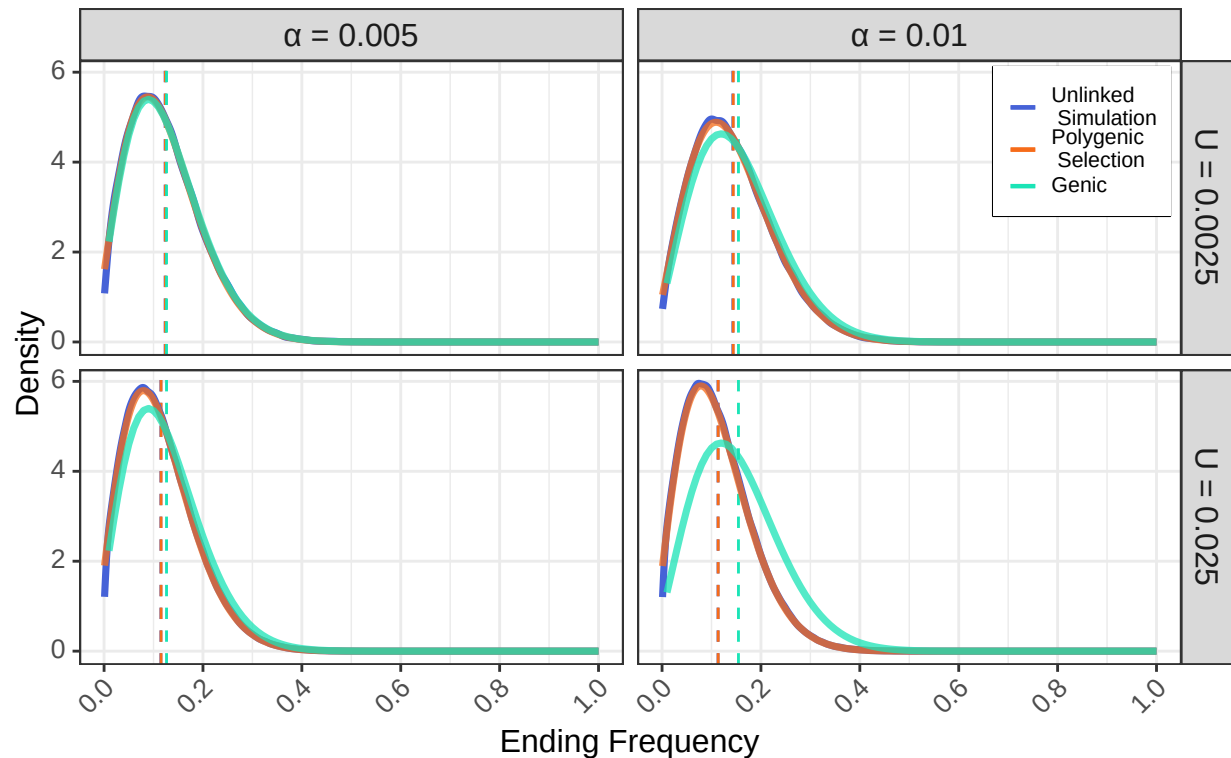 α = 0.005
α = 0.01
Unlinked
Simulation
Polygenic
Selection
Genic
U = 0.0025
U = 0.025
Density
6
4
2
0
6
4
2
0
0.0 0.2 0.4 0.6 0.8 1.0
0.0 0.2 0.4 0.6 0.8 1.0
Ending Frequency